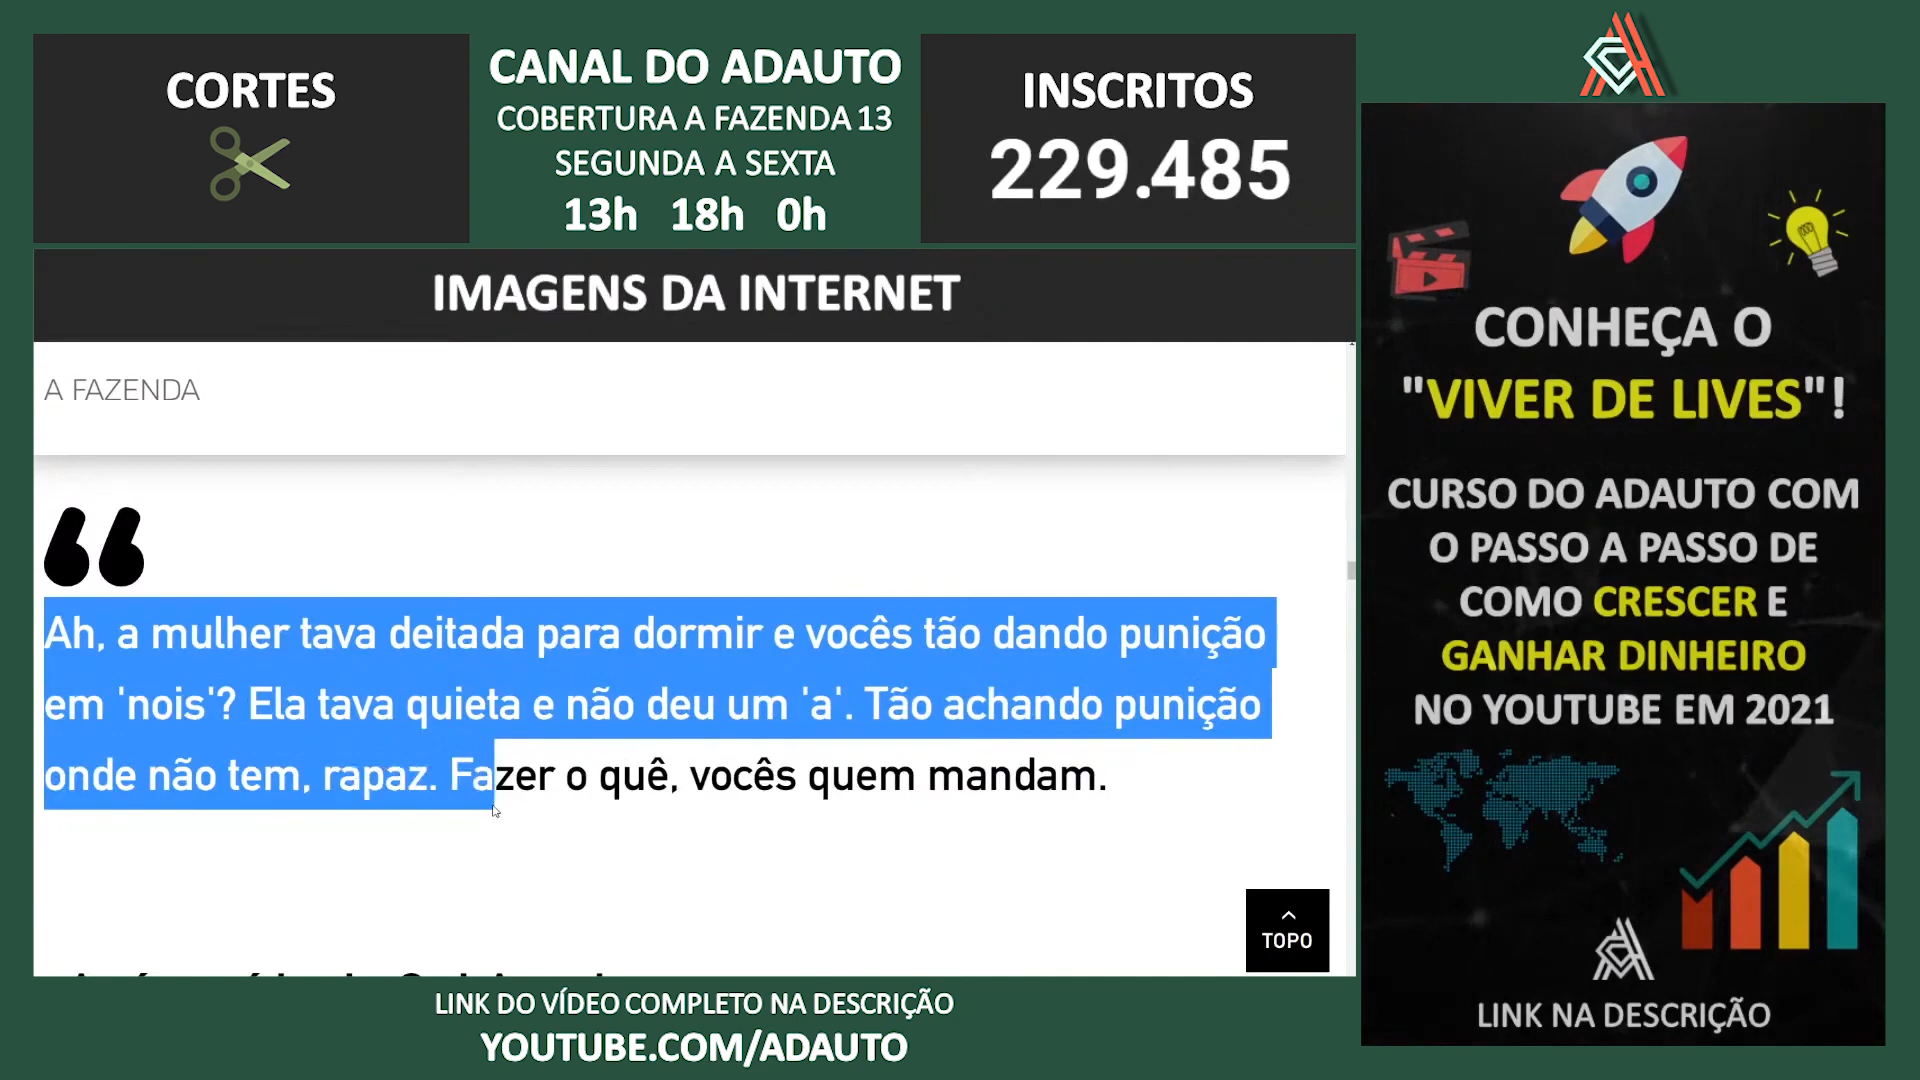 CORTES
CANAL DO ADAUTO
COBERTURA A FAZENDA 13
SEGUNDA A SEXTA
13h 18h 0h
INSCRITOS
229.485
IMAGENS DA INTERNET
A FAZENDA
Ah, a mulher tava deitada para dormir e vocês tão dando punição
em 'nois'? Ela tava quieta e não deu um 'a'. Tão achando punição
onde não tem, rapaz. Fazer o quê, vocês quem mandam.
TOPO
LINK DO VÍDEO COMPLETO NA DESCRIÇÃO
YOUTUBE.COM/ADAUTO
CONHEÇA O
"VIVER DE LIVES"!
CURSO DO ADAUTO COM
O PASSO A PASSO DE
COMO CRESCER E
GANHAR DINHEIRO
NO YOUTUBE EM 2021
LINK NA DESCRIÇÃO